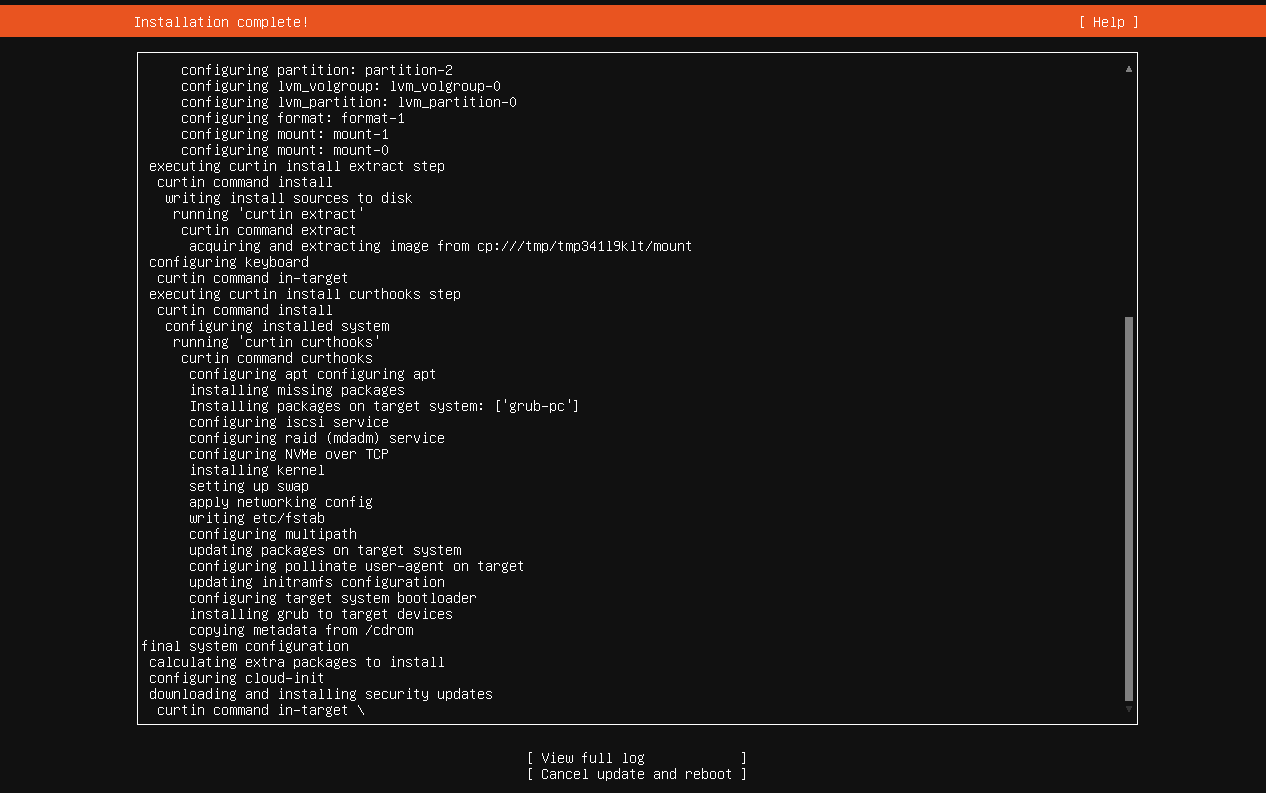 Installation complete!
[ Help ]
configuring partition: partition-2
configuring lvm_volgroup: lvm_volgroup-0
configuring lvm_partition: lvm_partition-0
configuring format: format-1
configuring mount: mount-1
configuring mount: mount-0
executing curtin install extract step
curtin command install
writing install sources to disk
running 'curtin extract'
curtin command extract
acquiring and extracting image from cp:///tmp/tmp341l9klt/mount
configuring keyboard
curtin command in-target
executing curtin install curthooks step
curtin command install
configuring installed system
running 'curtin curthooks'
curtin command curthooks
configuring apt configuring apt
installing missing packages
Installing packages on target system: ['grub-pc']
configuring iscsi service
configuring raid (mdadm) service
configuring NVMe over TCP
installing kernel
setting up swap
apply networking config
writing etc/fstab
configuring multipath
updating packages on target system
configuring pollinate user-agent on target
updating initramfs configuration
configuring target system bootloader
installing grub to target devices
copying metadata from /cdrom
final system configuration
calculating extra packages to install
configuring cloud-init
downloading and installing security updates
curtin command in-target \
[ View full log ]
[ Cancel update and reboot ]